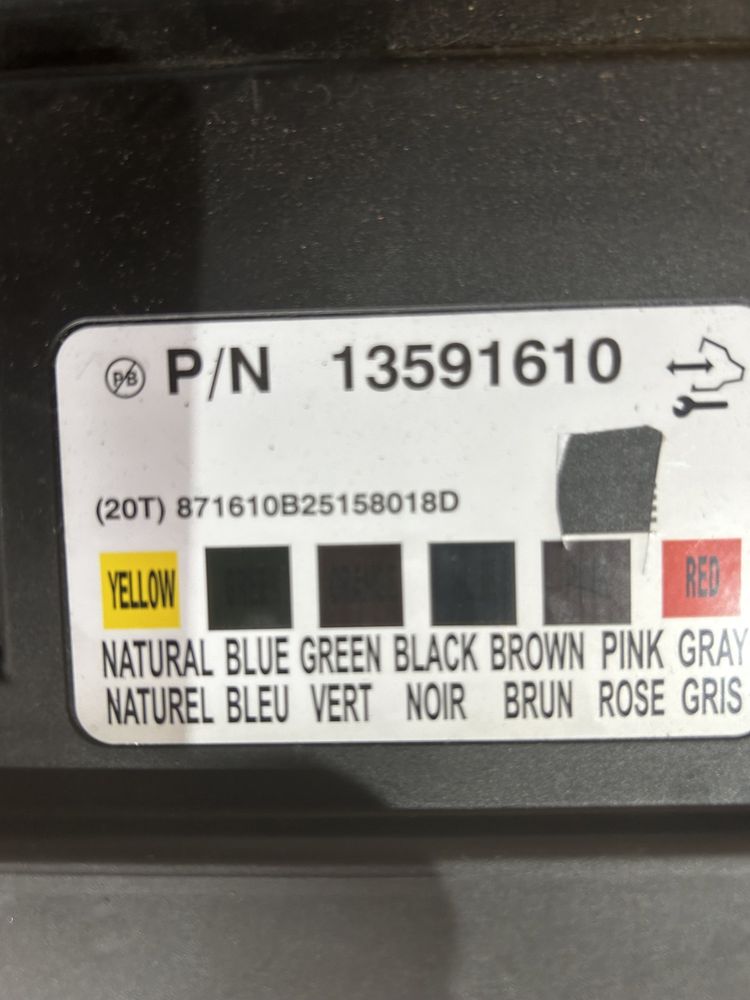 PB P/N 13591610
(20T) 871610B25158018D
YELLOW RED
NATURAL BLUE GREEN BLACK BROWN PINK GRAY
NATUREL BLEU VERT NOIR BRUN ROSE GRIS